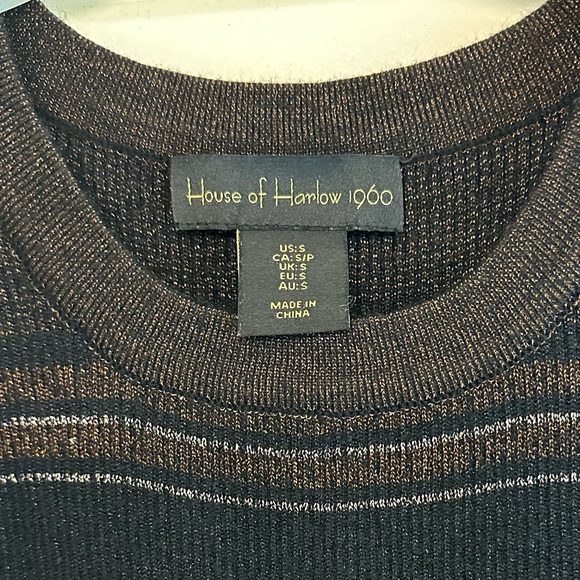 House of Harlow 1960
US:S
CA:S/P
UK:S
EU:S
AU:S
MADE IN
CHINA